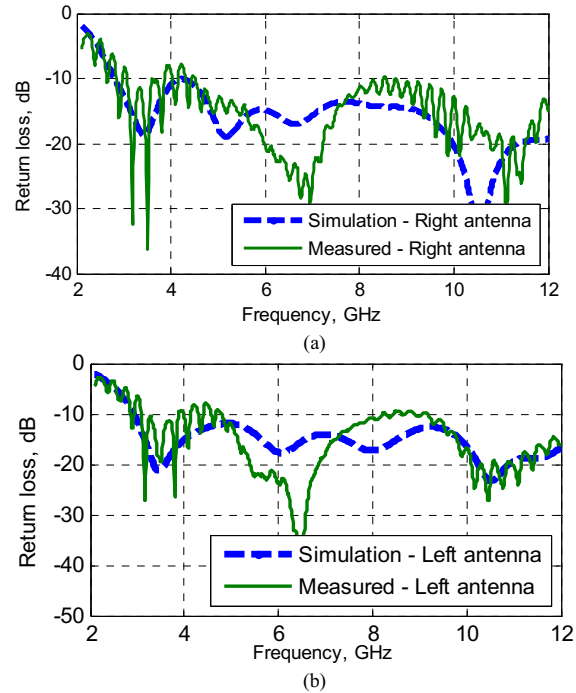 0
-10
-20
-30
-40
Return loss, dB
Simulation - Right antenna
Measured - Right antenna
2 4 6 8 10 12
Frequency, GHz
(a)
0
-10
-20
-30
-40
-50
Return loss, dB
Simulation - Left antenna
Measured - Left antenna
2 4 6 8 10 12
Frequency, GHz
(b)